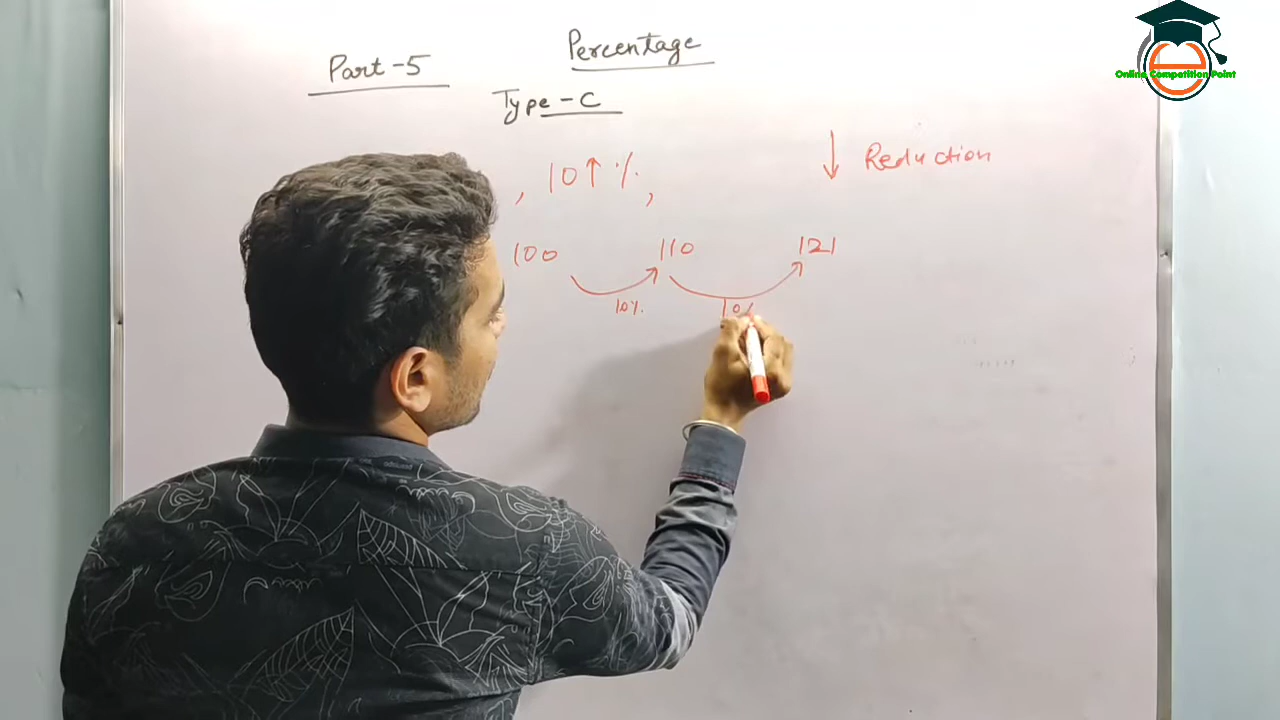 Percentage
Part-5
Type-C
Online Competition Point
, 10↑ %,
↓ Reduction
100 110 121
10% 10%